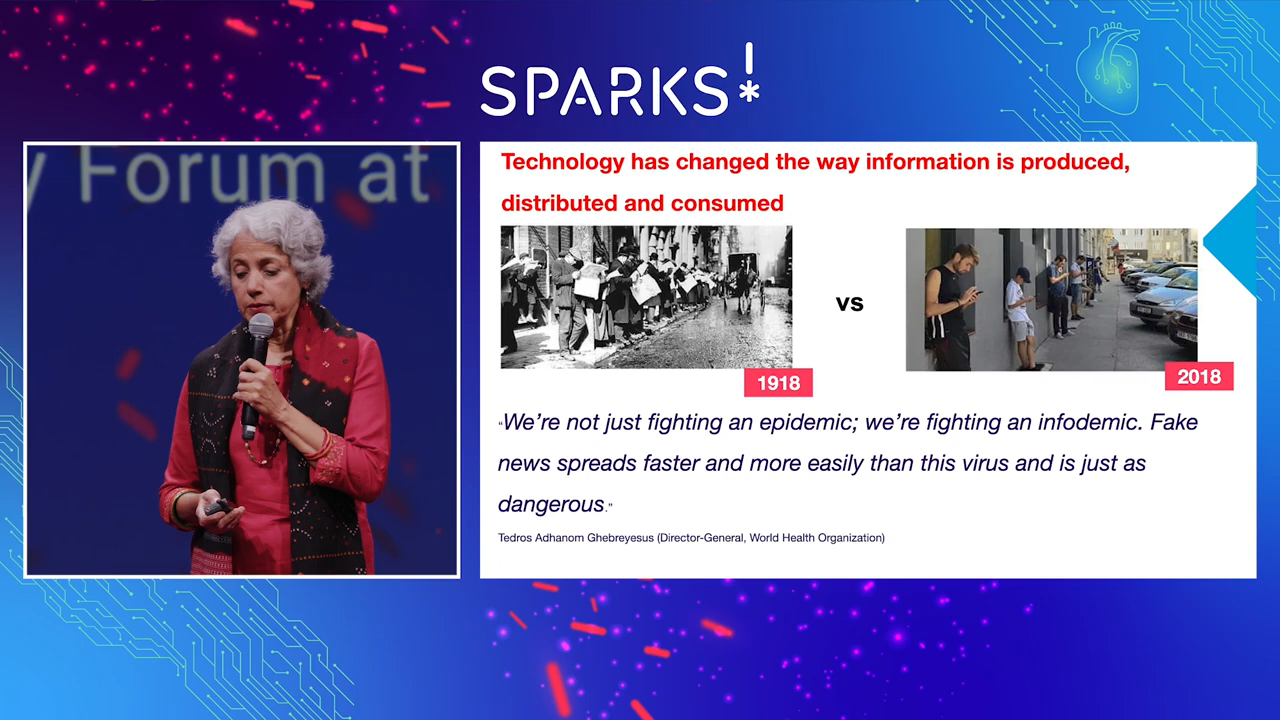 SPARKS!*
y Forum at
Technology has changed the way information is produced,
distributed and consumed
vs
1918
2018
“We’re not just fighting an epidemic; we’re fighting an infodemic. Fake
news spreads faster and more easily than this virus and is just as
dangerous.”
Tedros Adhanom Ghebreyesus (Director-General, World Health Organization)